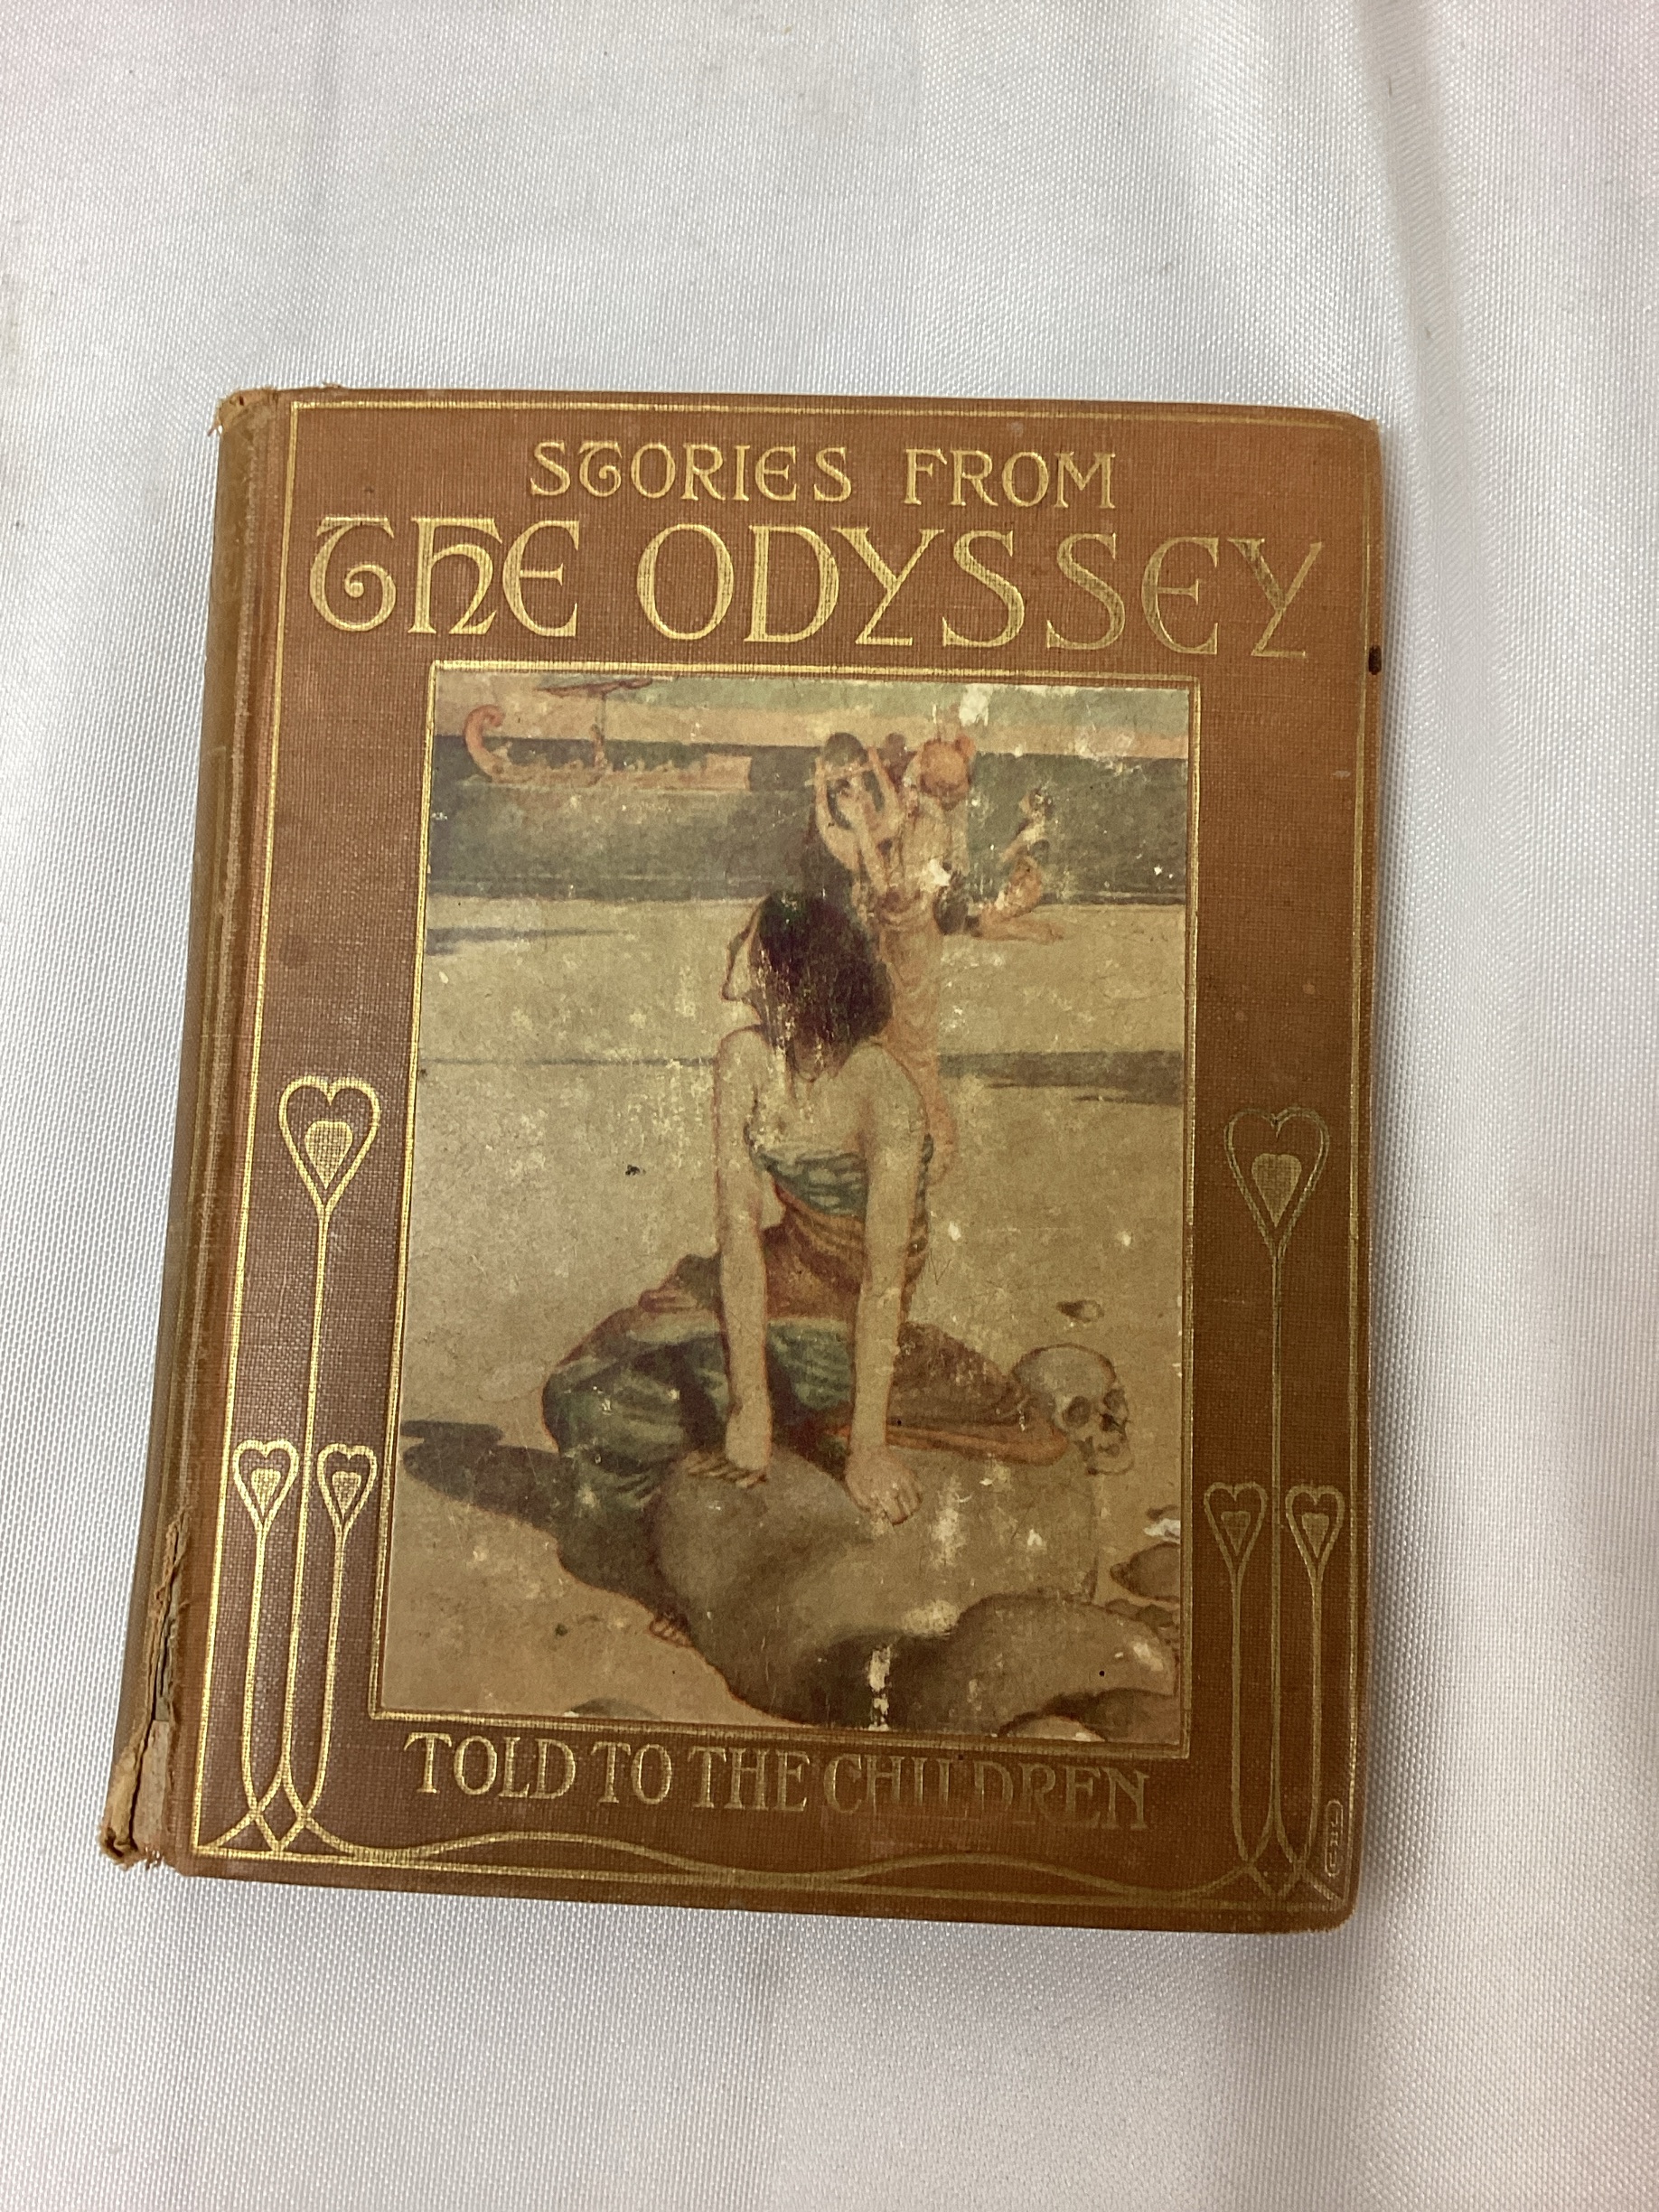 STORIES FROM
THE ODYSSEY
TOLD TO THE CHILDREN